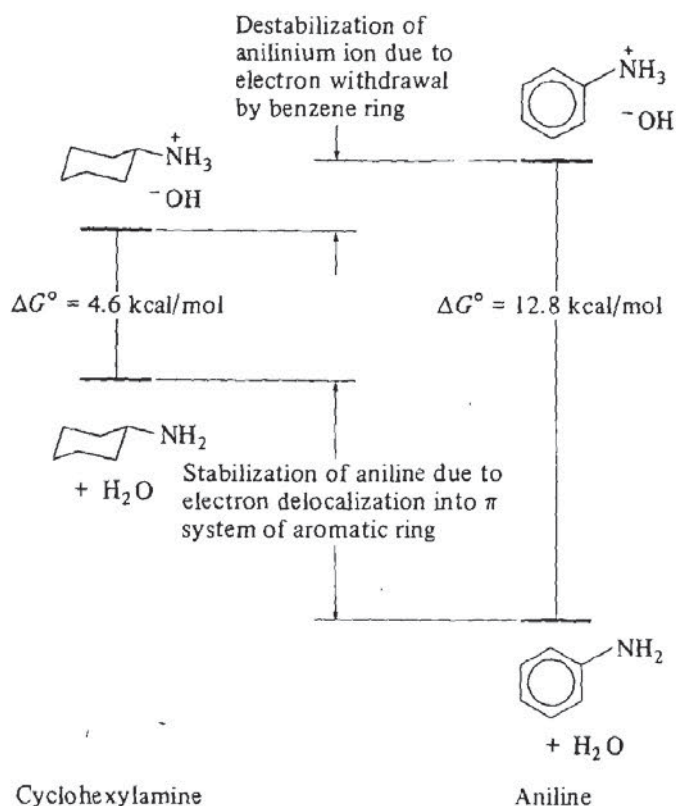 Destabilization of
anilinium ion due to
electron withdrawal
by benzene ring
+
NH3
−OH
+
NH3
−OH
ΔG° = 4.6 kcal/mol
ΔG° = 12.8 kcal/mol
NH2
+ H2O
Stabilization of aniline due to
electron delocalization into π
system of aromatic ring
NH2
+ H2O
Cyclohexylamine
Aniline